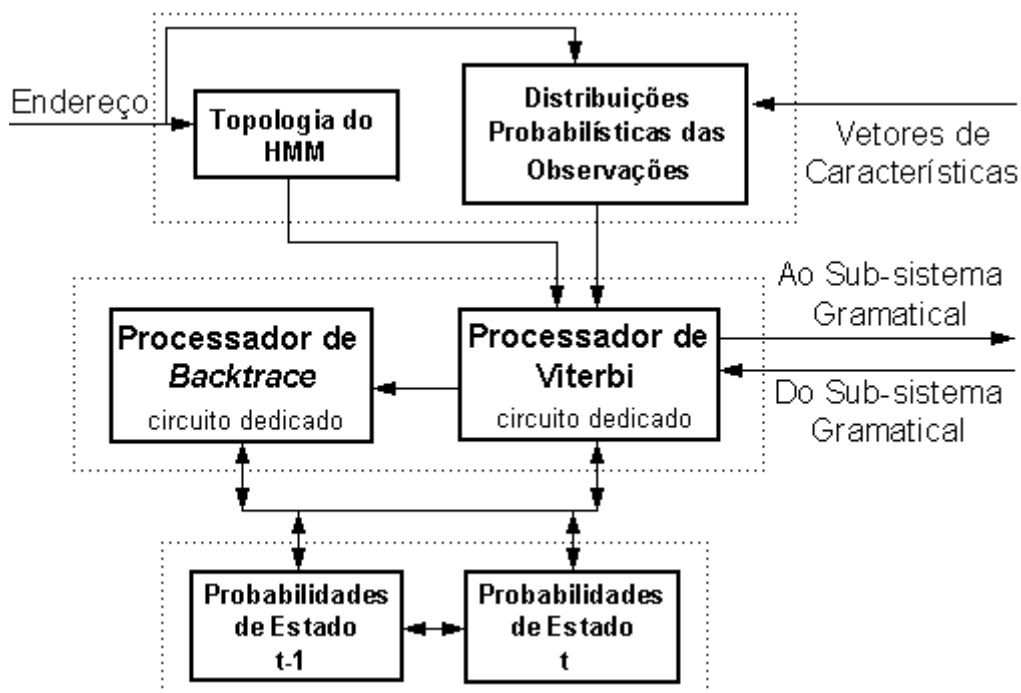 Endereço
Topologia do
HMM
Distribuições
Probabilísticas das
Observações
Vetores de
Características
Processador de
Backtrace
circuito dedicado
Processador de
Viterbi
circuito dedicado
Ao Sub-sistema
Gramatical
Do Sub-sistema
Gramatical
Probabilidades
de Estado
t-1
Probabilidades
de Estado
t